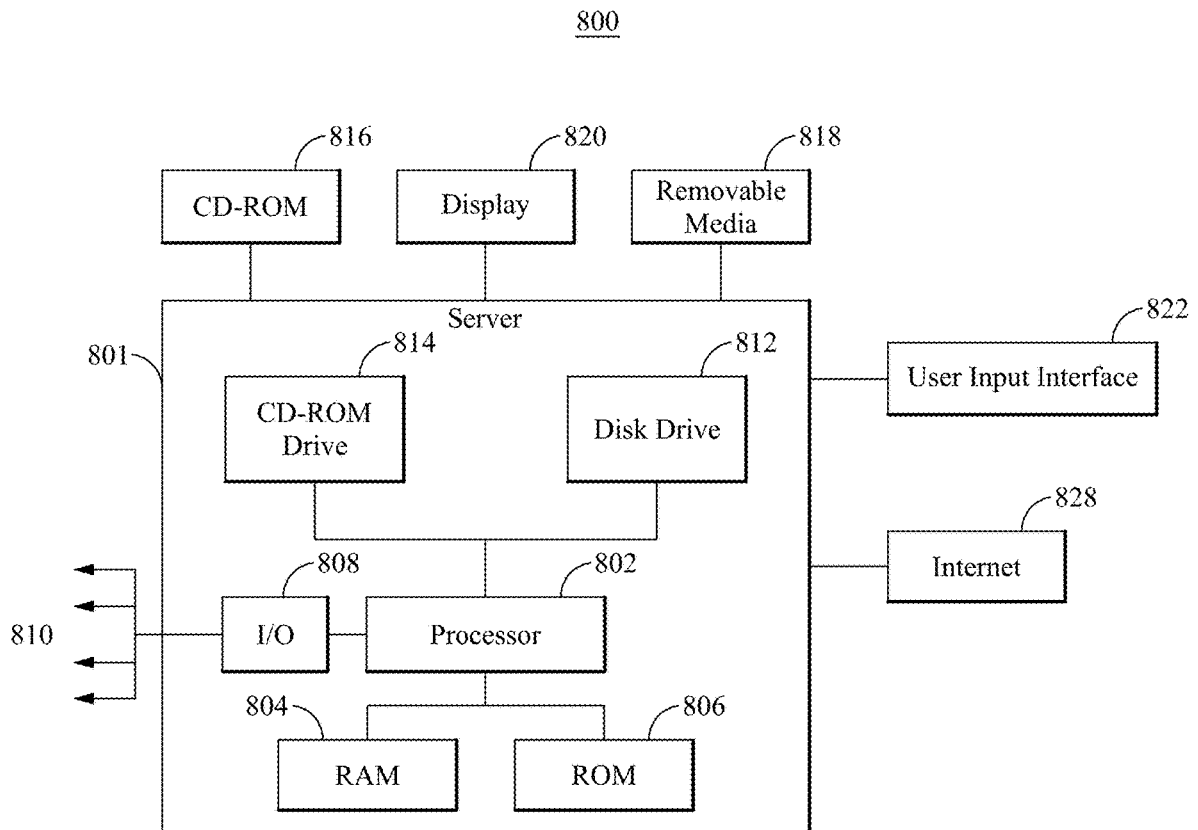 800
816
820
818
CD-ROM
Display
Removable
Media
Server
822
801
814
812
User Input Interface
CD-ROM
Drive
Disk Drive
828
808
802
Internet
810
I/O
Processor
804
806
RAM
ROM